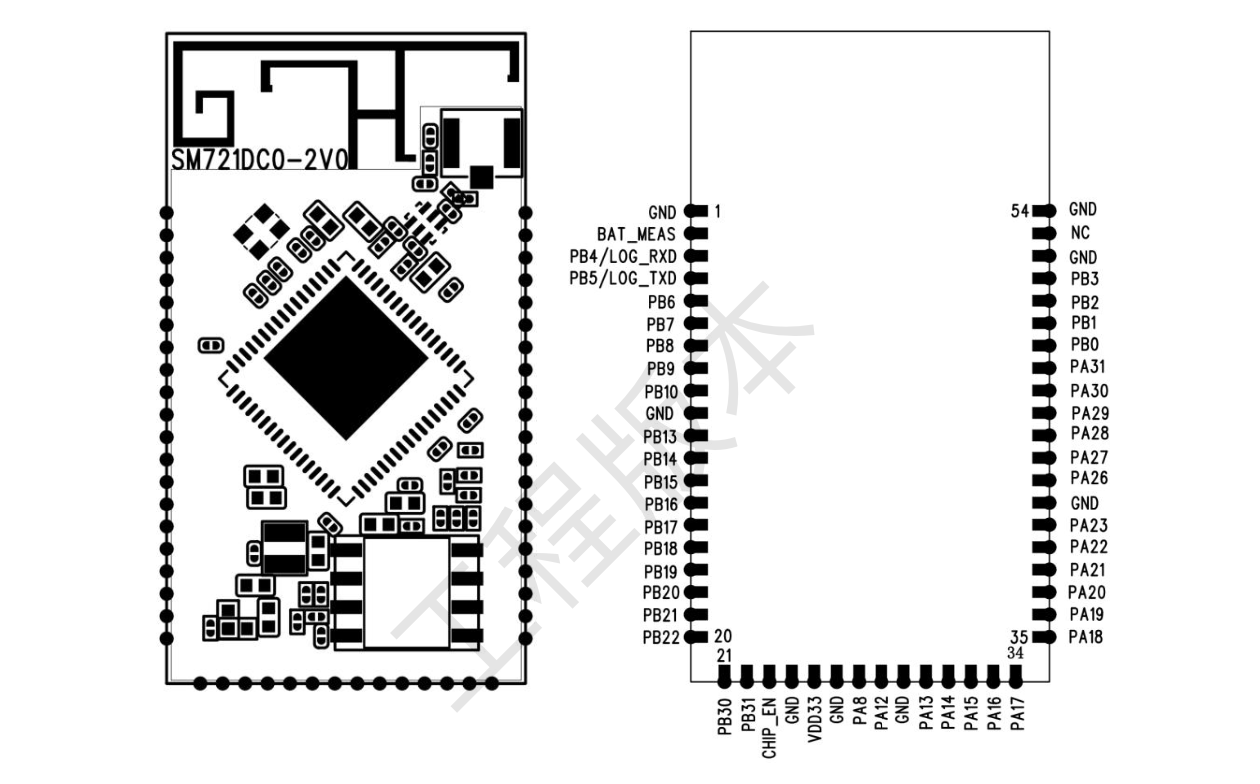 SM721DC0-2V0
GND 1
BAT_MEAS
PB4/LOG_RXD
PB5/LOG_TXD
PB6
PB7
PB8
PB9
PB10
GND
PB13
PB14
PB15
PB16
PB17
PB18
PB19
PB20
PB21
PB22 20
21
PB30
PB31
CHIP_EN
GND
VDD33
GND
PA8
PA12
GND
PA13
PA14
PA15
PA16
PA17
54 GND
NC
GND
PB3
PB2
PB1
PB0
PA31
PA30
PA29
PA28
PA27
PA26
GND
PA23
PA22
PA21
PA20
PA19
35 PA18
34
工程版本